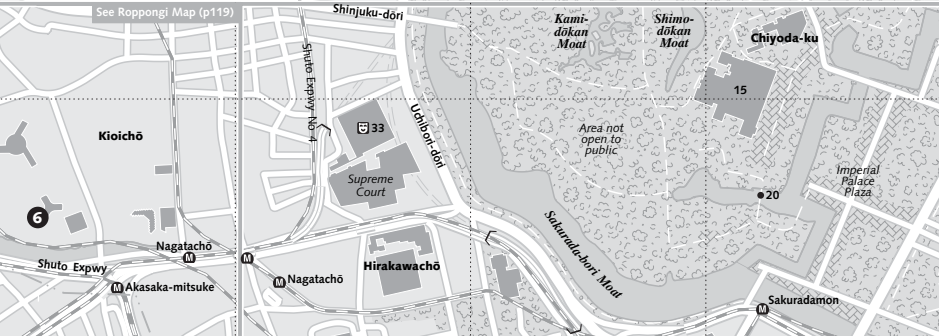 See Roppongi Map (p119)
Shinjuku-dōri
Kami-
dōkan
Moat
Shimo-
dōkan
Moat
Chiyoda-ku
Shuto Expwy No 4
15
Uchibori-dōri
33
Kioichō
Area not
open to
public
Supreme
Court
Imperial
Palace
Plaza
20
6
Sakurada-bori Moat
Nagatachō
M
M
Shuto Expwy
Hirakawachō
M Nagatachō
M Akasaka-mitsuke
Sakuradamon
M